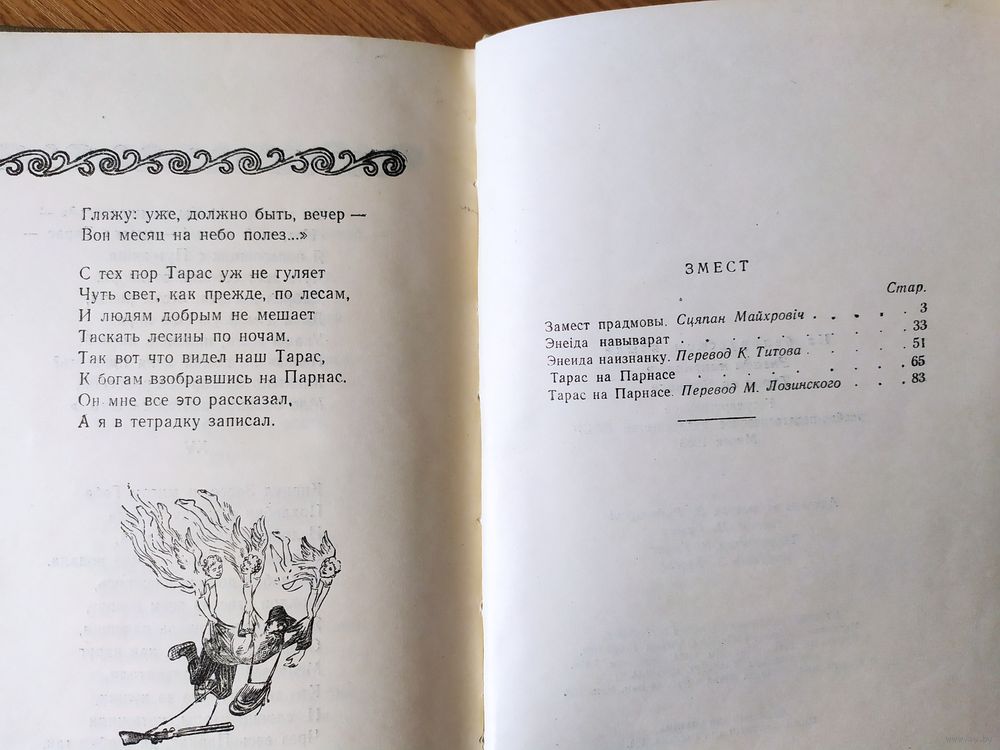 Гляжу: уже, должно быть, вечер —
Вон месяц на небо полез...»
С тех пор Тарас уж не гуляет
Чуть свет, как прежде, по лесам,
И людям добрым не мешает
Таскать лесины по ночам.
Так вот что видел наш Тарас,
К богам взобравшись на Парнас.
Он мне все это рассказал,
А я в тетрадку записал.
ЗМЕСТ
Стар.
Замест прадмовы. Сцяпан Майхровіч . . . . . 3
Энеіда навыварат . . . . . . . 33
Энеида наизнанку. Перевод К. Титова . . . . 51
Тарас на Парнасе . . . . . . . 65
Тарас на Парнасе. Перевод М. Лозинского . . . 83